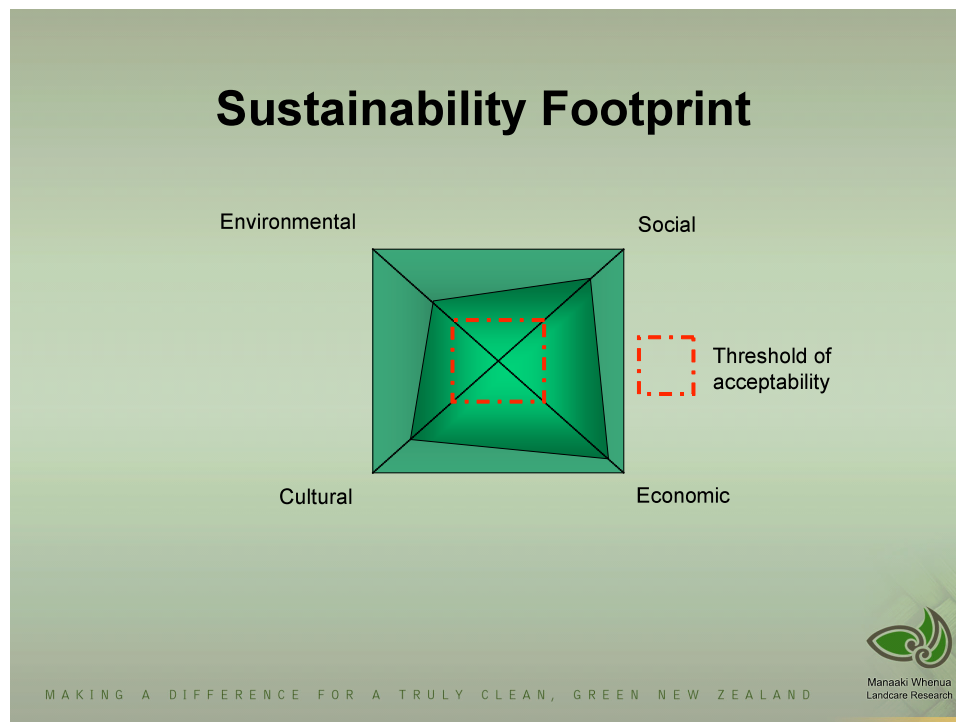 Sustainability Footprint
Environmental
Social
Threshold of
acceptability
Cultural
Economic
Manaaki Whenua
Landcare Research
MAKING A DIFFERENCE FOR A TRULY CLEAN, GREEN NEW ZEALAND